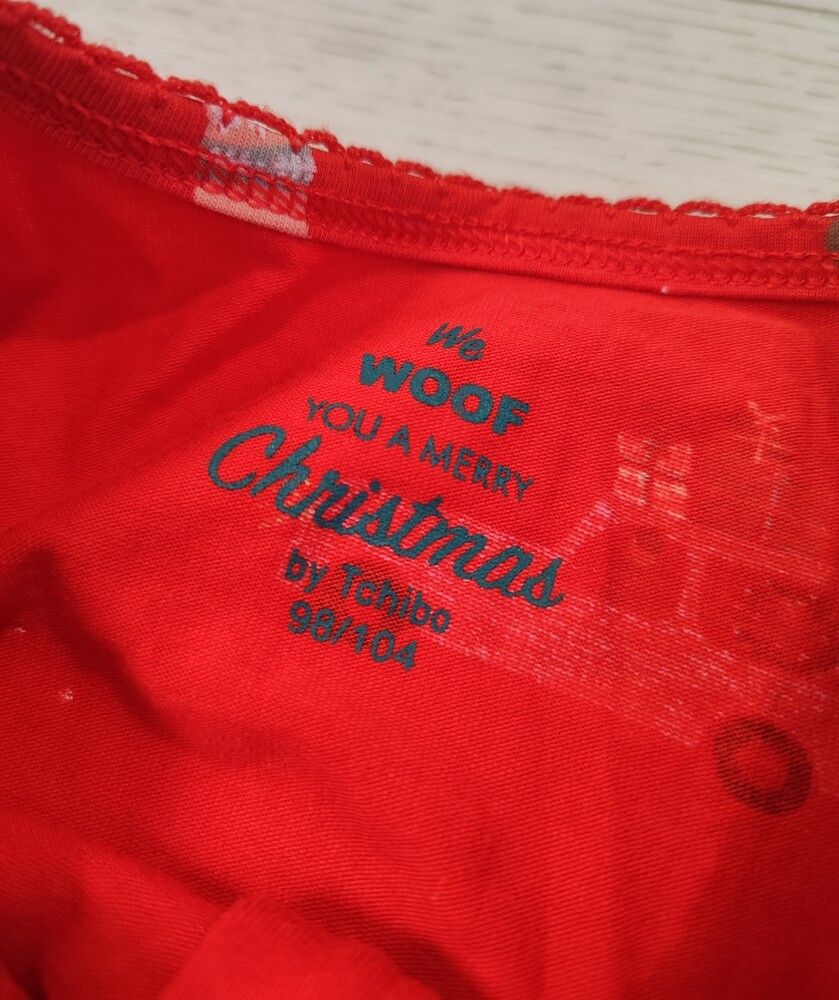 We
WOOF
YOU A MERRY
Christmas
by Tchibo
98/104